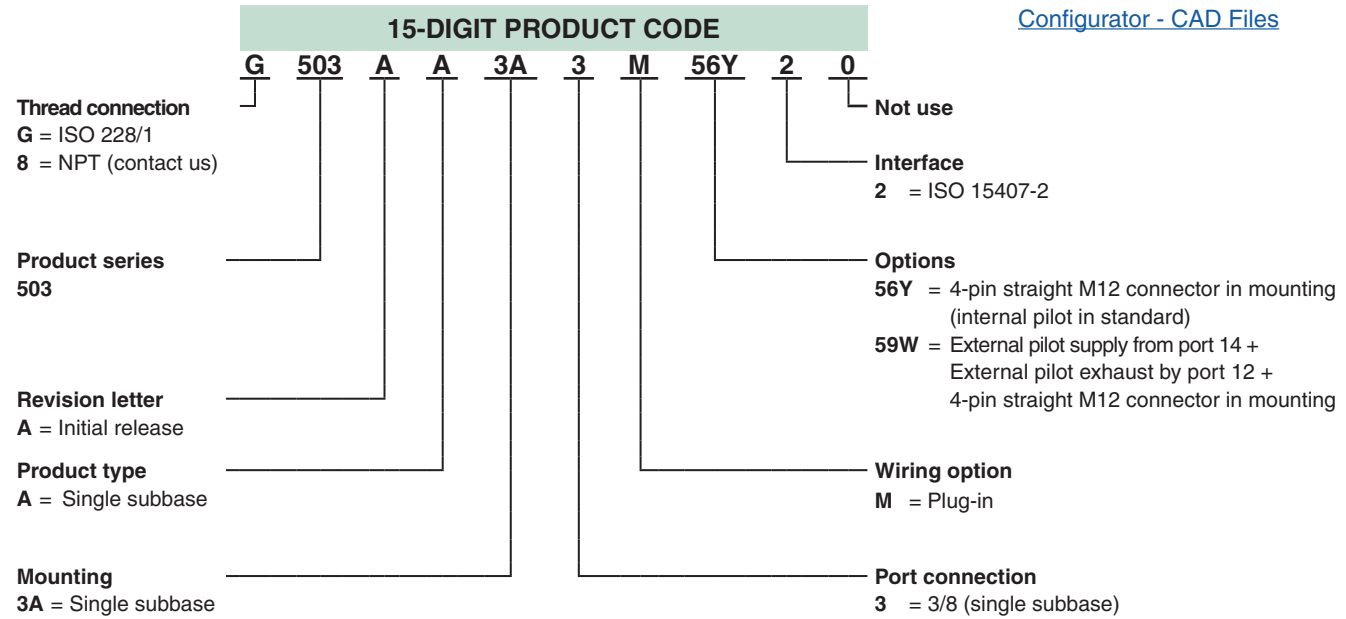 15-DIGIT PRODUCT CODE
Configurator - CAD Files
G 503 A A 3A 3 M 56Y 2 0
Thread connection
G = ISO 228/1
8 = NPT (contact us)
Product series
503
Revision letter
A = Initial release
Product type
A = Single subbase
Mounting
3A = Single subbase
Not use
Interface
2 = ISO 15407-2
Options
56Y = 4-pin straight M12 connector in mounting
(internal pilot in standard)
59W = External pilot supply from port 14 +
External pilot exhaust by port 12 +
4-pin straight M12 connector in mounting
Wiring option
M = Plug-in
Port connection
3 = 3/8 (single subbase)